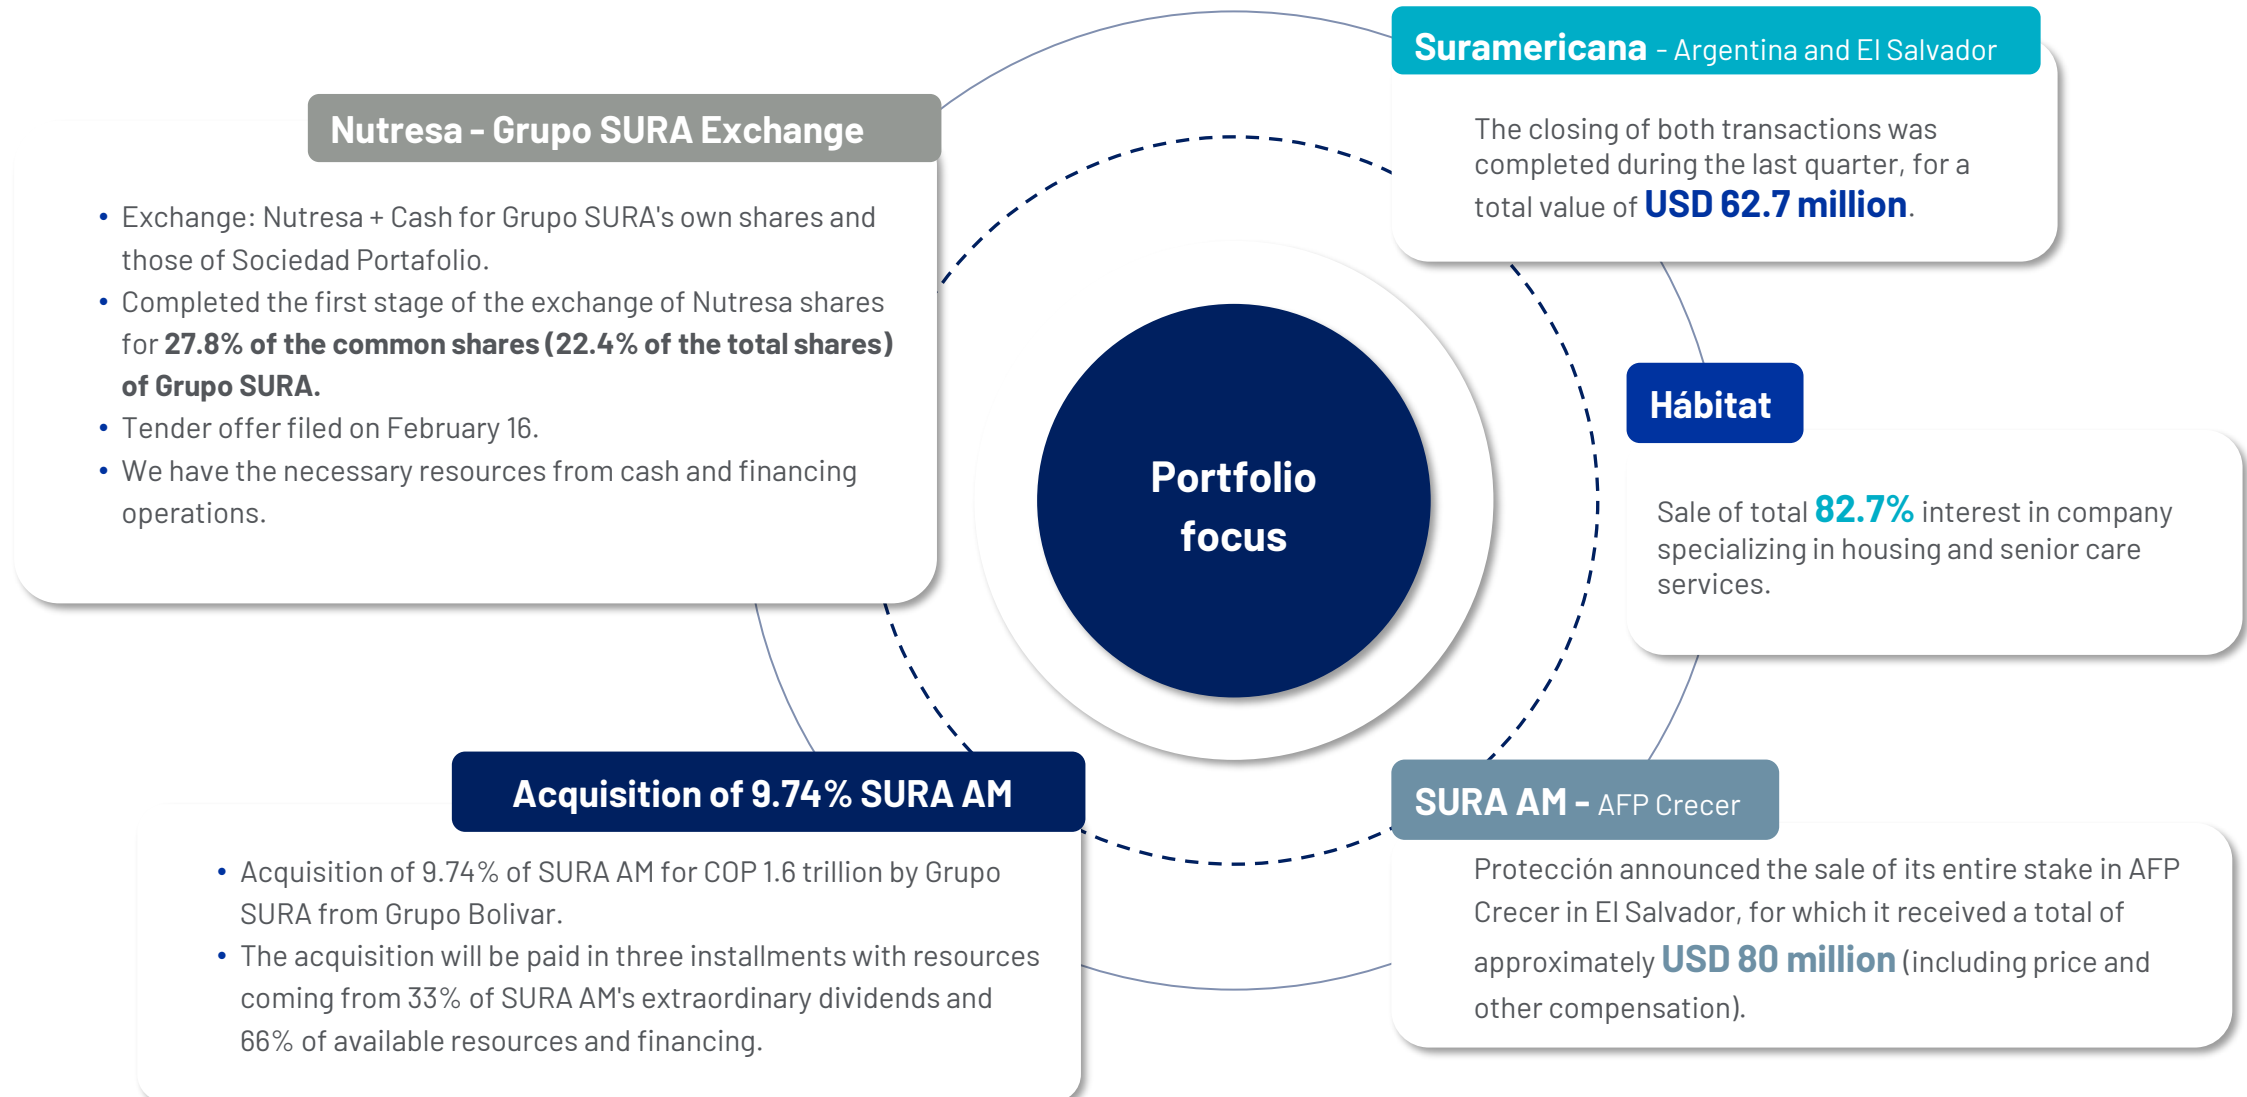 Nutresa - Grupo SURA Exchange
• Exchange: Nutresa + Cash for Grupo SURA's own shares and
those of Sociedad Portafolio.
• Completed the first stage of the exchange of Nutresa shares
for 27.8% of the common shares (22.4% of the total shares)
of Grupo SURA.
• Tender offer filed on February 16.
• We have the necessary resources from cash and financing
operations.
Suramericana - Argentina and El Salvador
The closing of both transactions was
completed during the last quarter, for a
total value of USD 62.7 million.
Portfolio
focus
Hábitat
Sale of total 82.7% interest in company
specializing in housing and senior care
services.
Acquisition of 9.74% SURA AM
• Acquisition of 9.74% of SURA AM for COP 1.6 trillion by Grupo
SURA from Grupo Bolivar.
• The acquisition will be paid in three installments with resources
coming from 33% of SURA AM's extraordinary dividends and
66% of available resources and financing.
SURA AM - AFP Crecer
Protección announced the sale of its entire stake in AFP
Crecer in El Salvador, for which it received a total of
approximately USD 80 million (including price and
other compensation).